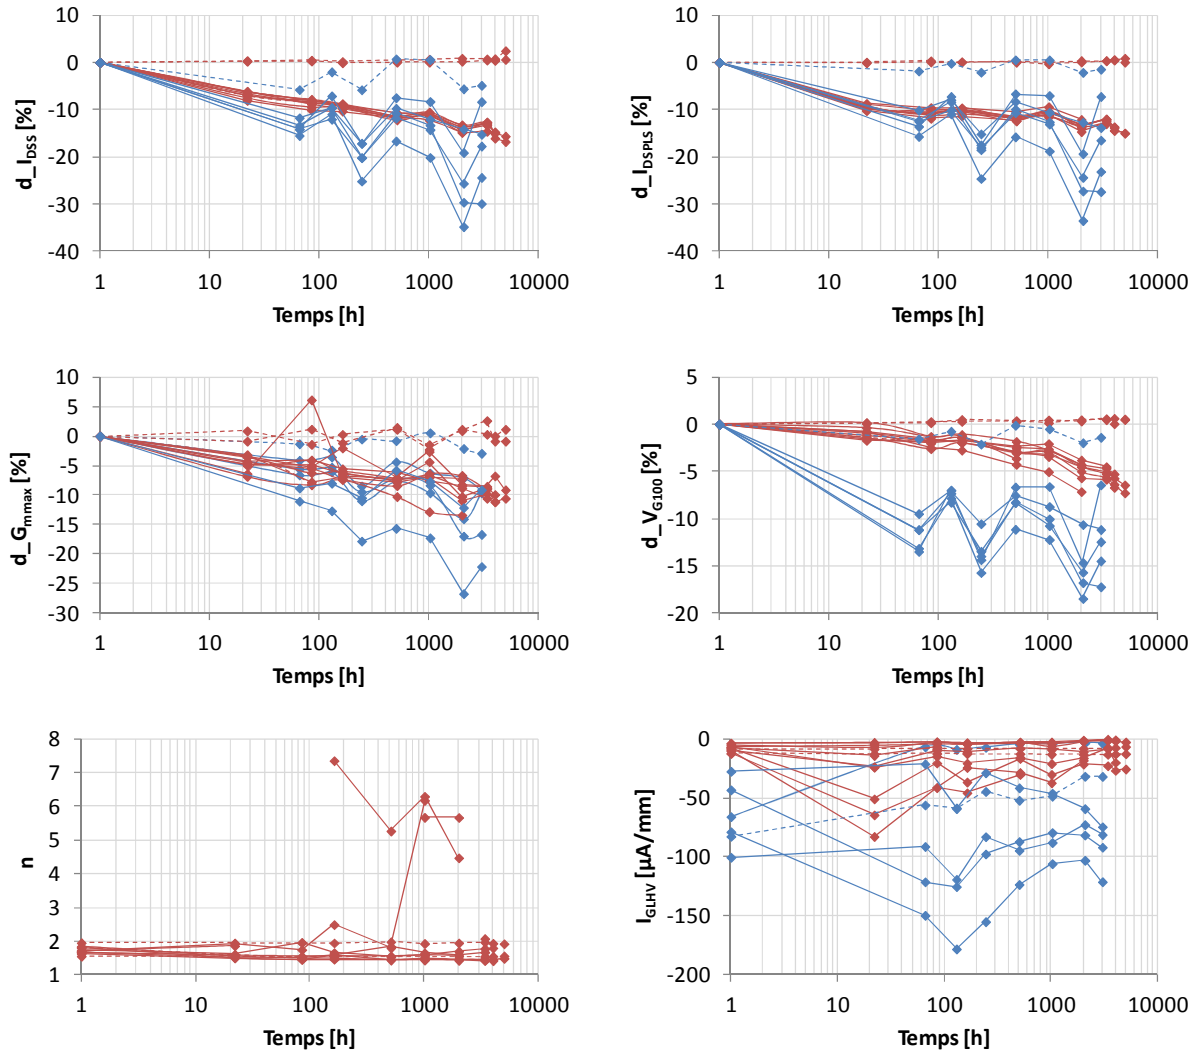 10
0
-10
-20
-30
-40
d_I_DSS [%]
1 10 100 1000 10000
Temps [h]
10
0
-10
-20
-30
-40
d_I_DSPLS [%]
1 10 100 1000 10000
Temps [h]
10
5
0
-5
-10
-15
-20
-25
-30
d_G_mmax [%]
1 10 100 1000 10000
Temps [h]
5
0
-5
-10
-15
-20
d_V_G100 [%]
1 10 100 1000 10000
Temps [h]
8
7
6
5
4
3
2
1
n
1 10 100 1000 10000
Temps [h]
0
-50
-100
-150
-200
I_GLHV [µA/mm]
1 10 100 1000 10000
Temps [h]